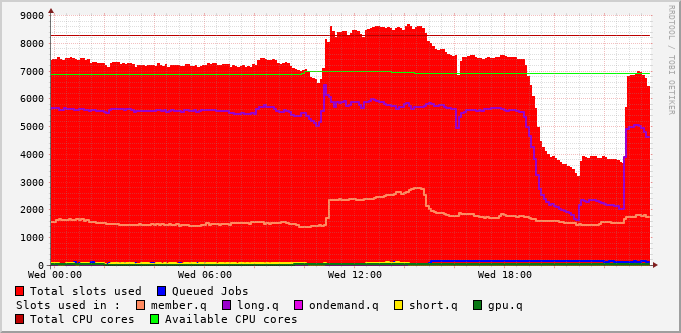 9000
8000
7000
6000
5000
4000
3000
2000
1000
0
Wed 00:00 Wed 06:00 Wed 12:00 Wed 18:00
RRDTOOL / TOBI OETIKER
Total slots used Queued Jobs
Slots used in : member.q long.q ondemand.q short.q gpu.q
Total CPU cores Available CPU cores